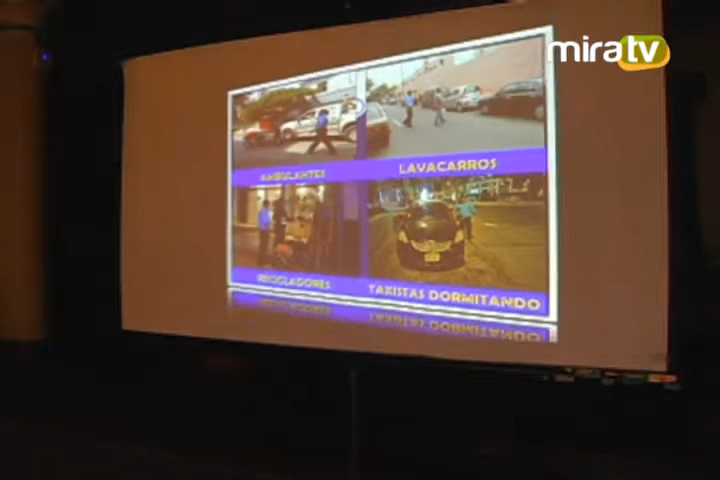 miratv
AMBULANTES
LAVACARROS
RECICLADORES
TAXISTAS DORMITANDO